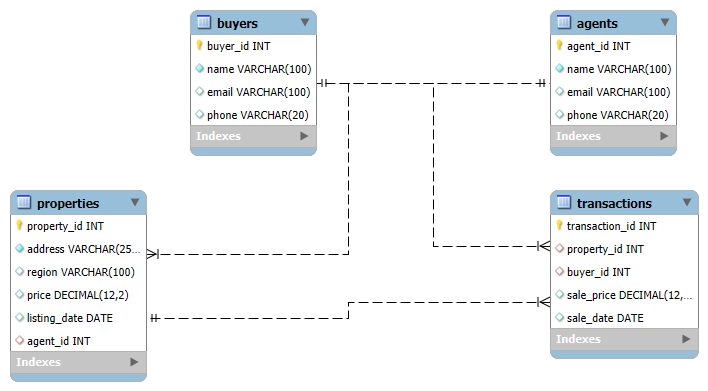 buyers
buyer_id INT
name VARCHAR(100)
email VARCHAR(100)
phone VARCHAR(20)
Indexes
agents
agent_id INT
name VARCHAR(100)
email VARCHAR(100)
phone VARCHAR(20)
Indexes
properties
property_id INT
address VARCHAR(25...
region VARCHAR(100)
price DECIMAL(12,2)
listing_date DATE
agent_id INT
Indexes
transactions
transaction_id INT
property_id INT
buyer_id INT
sale_price DECIMAL(12,...
sale_date DATE
Indexes